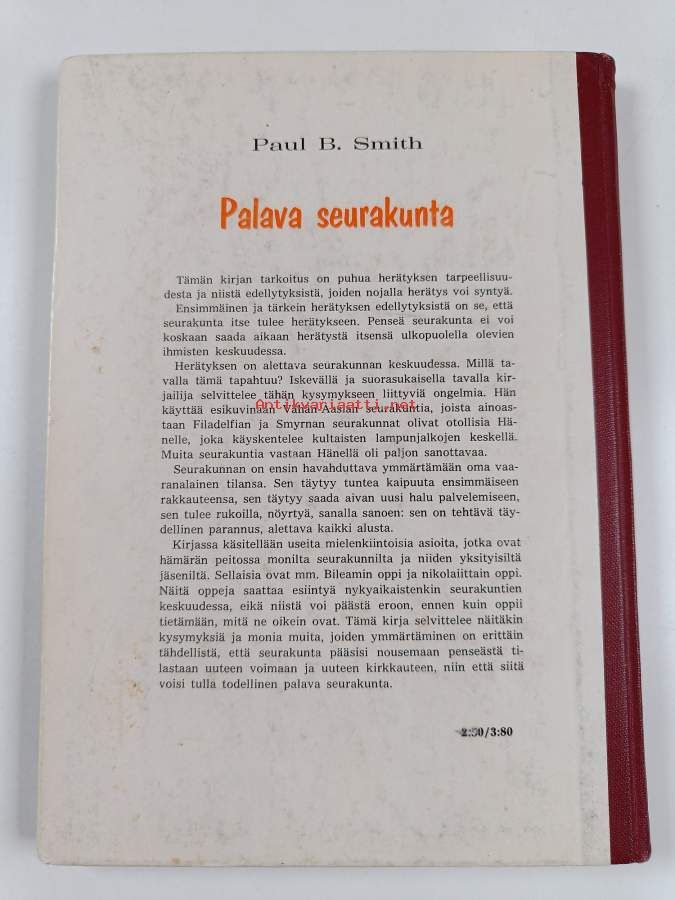 Paul B. Smith
Palava seurakunta
Tämän kirjan tarkoitus on puhua herätyksen tarpeellisuu-
desta ja niistä edellytyksistä, joiden nojalla herätys voi syntyä.
Ensimmäinen ja tärkein herätyksen edellytyksistä on se, että
seurakunta itse tulee herätykseen. Penseä seurakunta ei voi
koskaan saada aikaan herätystä itsensä ulkopuolella olevien
ihmisten keskuudessa.
Herätyksen on alettava seurakunnan keskuudessa. Millä ta-
valla tämä tapahtuu? Iskevällä ja suorasukaisella tavalla kir-
jailija selvittelee tähän kysymykseen liittyviä ongelmia. Hän
Antikvariaatti.net
käyttää esikuvinaan Vähän-Aasian seurakuntia, joista ainoas-
taan Filadelfian ja Smyrnan seurakunnat olivat otollisia Hä-
nelle, joka käyskentelee kultaisten lampunjalkojen keskellä.
Muita seurakuntia vastaan Hänellä oli paljon sanottavaa.
Seurakunnan on ensin havahduttava ymmärtämään oma vaa-
ranalainen tilansa. Sen täytyy tuntea kaipuuta ensimmäiseen
rakkauteensa, sen täytyy saada aivan uusi halu palvelemiseen,
sen tulee rukoilla, nöyrtyä, sanalla sanoen: sen on tehtävä täy-
dellinen parannus, alettava kaikki alusta.
Kirjassa käsitellään useita mielenkiintoisia asioita, jotka ovat
hämärän peitossa monilta seurakunnilta ja niiden yksityisiltä
jäseniltä. Sellaisia ovat mm. Bileamin oppi ja nikolaiittain oppi.
Näitä oppeja saattaa esiintyä nykyaikaistenkin seurakuntien
keskuudessa, eikä niistä voi päästä eroon, ennen kuin oppii
tietämään, mitä ne oikein ovat. Tämä kirja selvittelee näitäkin
kysymyksiä ja monia muita, joiden ymmärtäminen on erittäin
tähdellistä, että seurakunta pääsisi nousemaan penseästä ti-
lastaan uuteen voimaan ja uuteen kirkkauteen, niin että siitä
voisi tulla todellinen palava seurakunta.
2:50/3:80